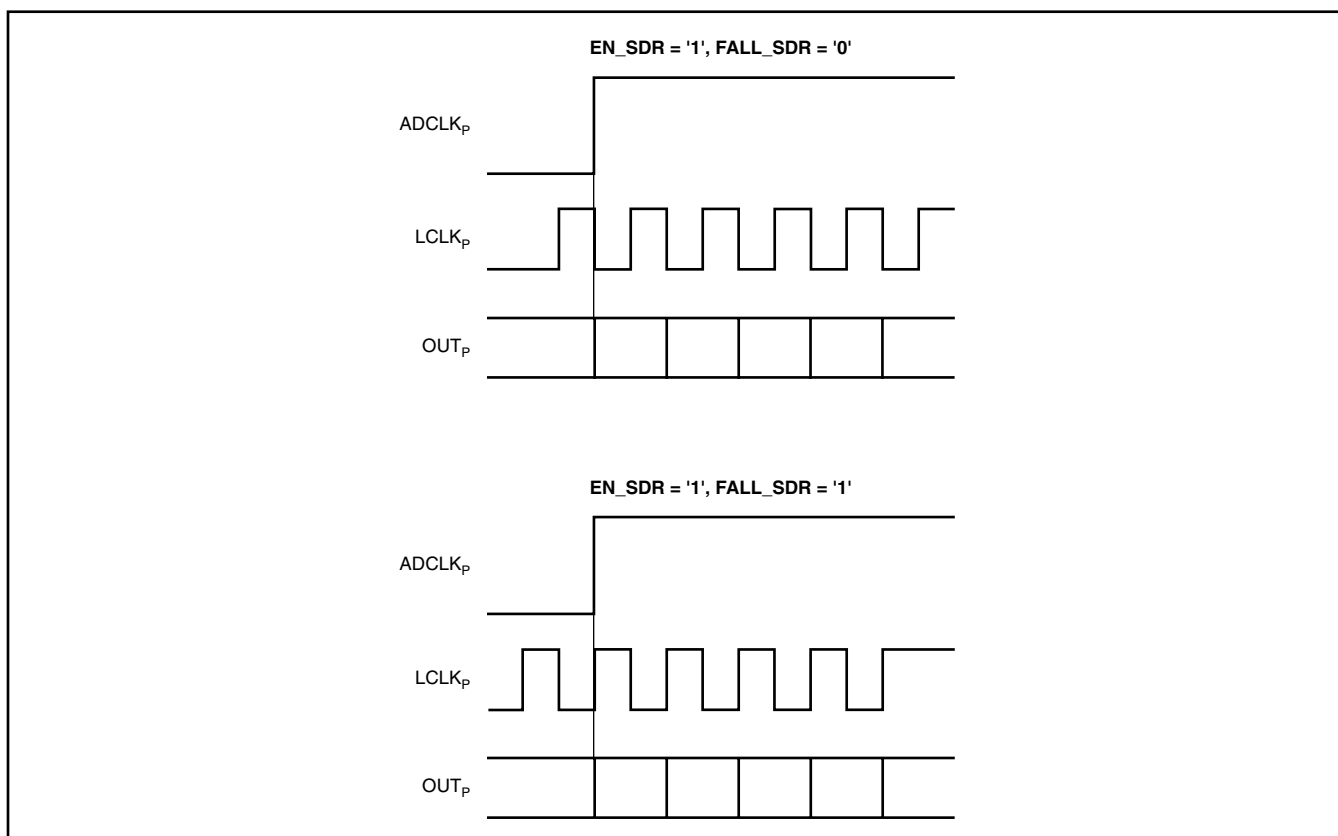 EN_SDR = '1', FALL_SDR = '0'
ADCLKP
LCLKP
OUTP
EN_SDR = '1', FALL_SDR = '1'
ADCLKP
LCLKP
OUTP